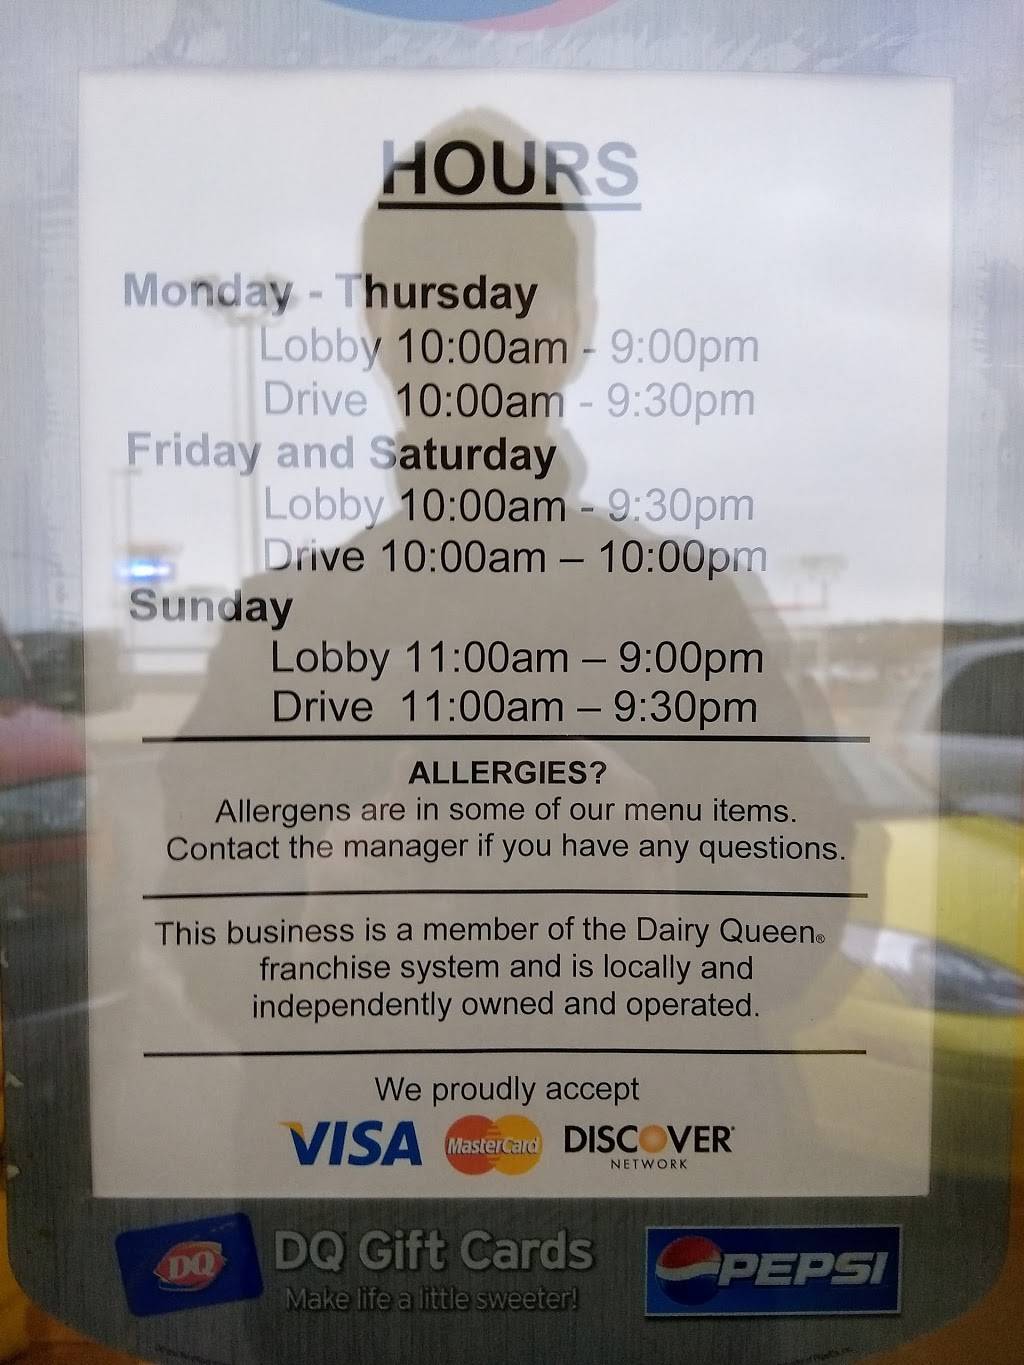 HOURS
Monday - Thursday
Lobby 10:00am - 9:00pm
Drive 10:00am - 9:30pm
Friday and Saturday
Lobby 10:00am - 9:30pm
Drive 10:00am – 10:00pm
Sunday
Lobby 11:00am – 9:00pm
Drive 11:00am – 9:30pm
ALLERGIES?
Allergens are in some of our menu items.
Contact the manager if you have any questions.
This business is a member of the Dairy Queen®
franchise system and is locally and
independently owned and operated.
We proudly accept
VISA MasterCard DISCOVER
NETWORK
DQ DQ Gift Cards PEPSI
Make life a little sweeter!